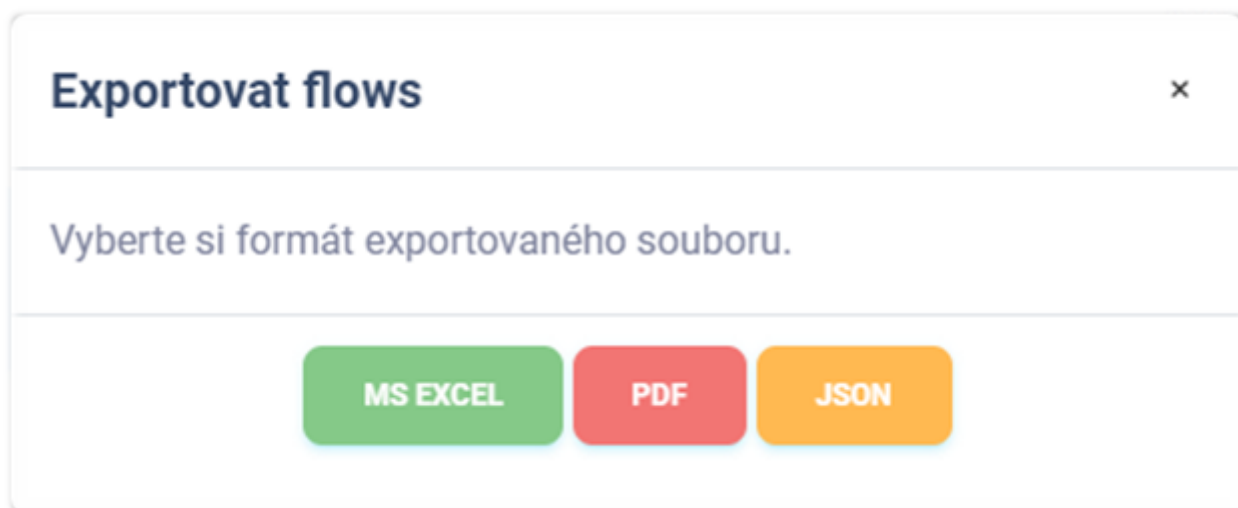 Exportovat flows ×
Vyberte si formát exportovaného souboru.
MS EXCEL PDF JSON